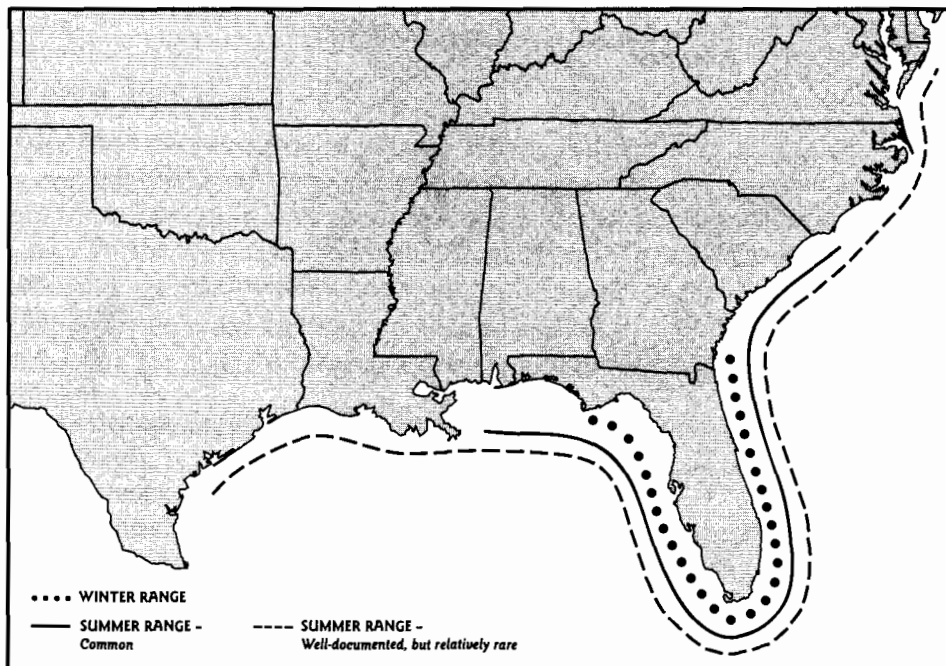 WINTER RANGE
SUMMER RANGE –
Common
SUMMER RANGE –
Well-documented, but relatively rare